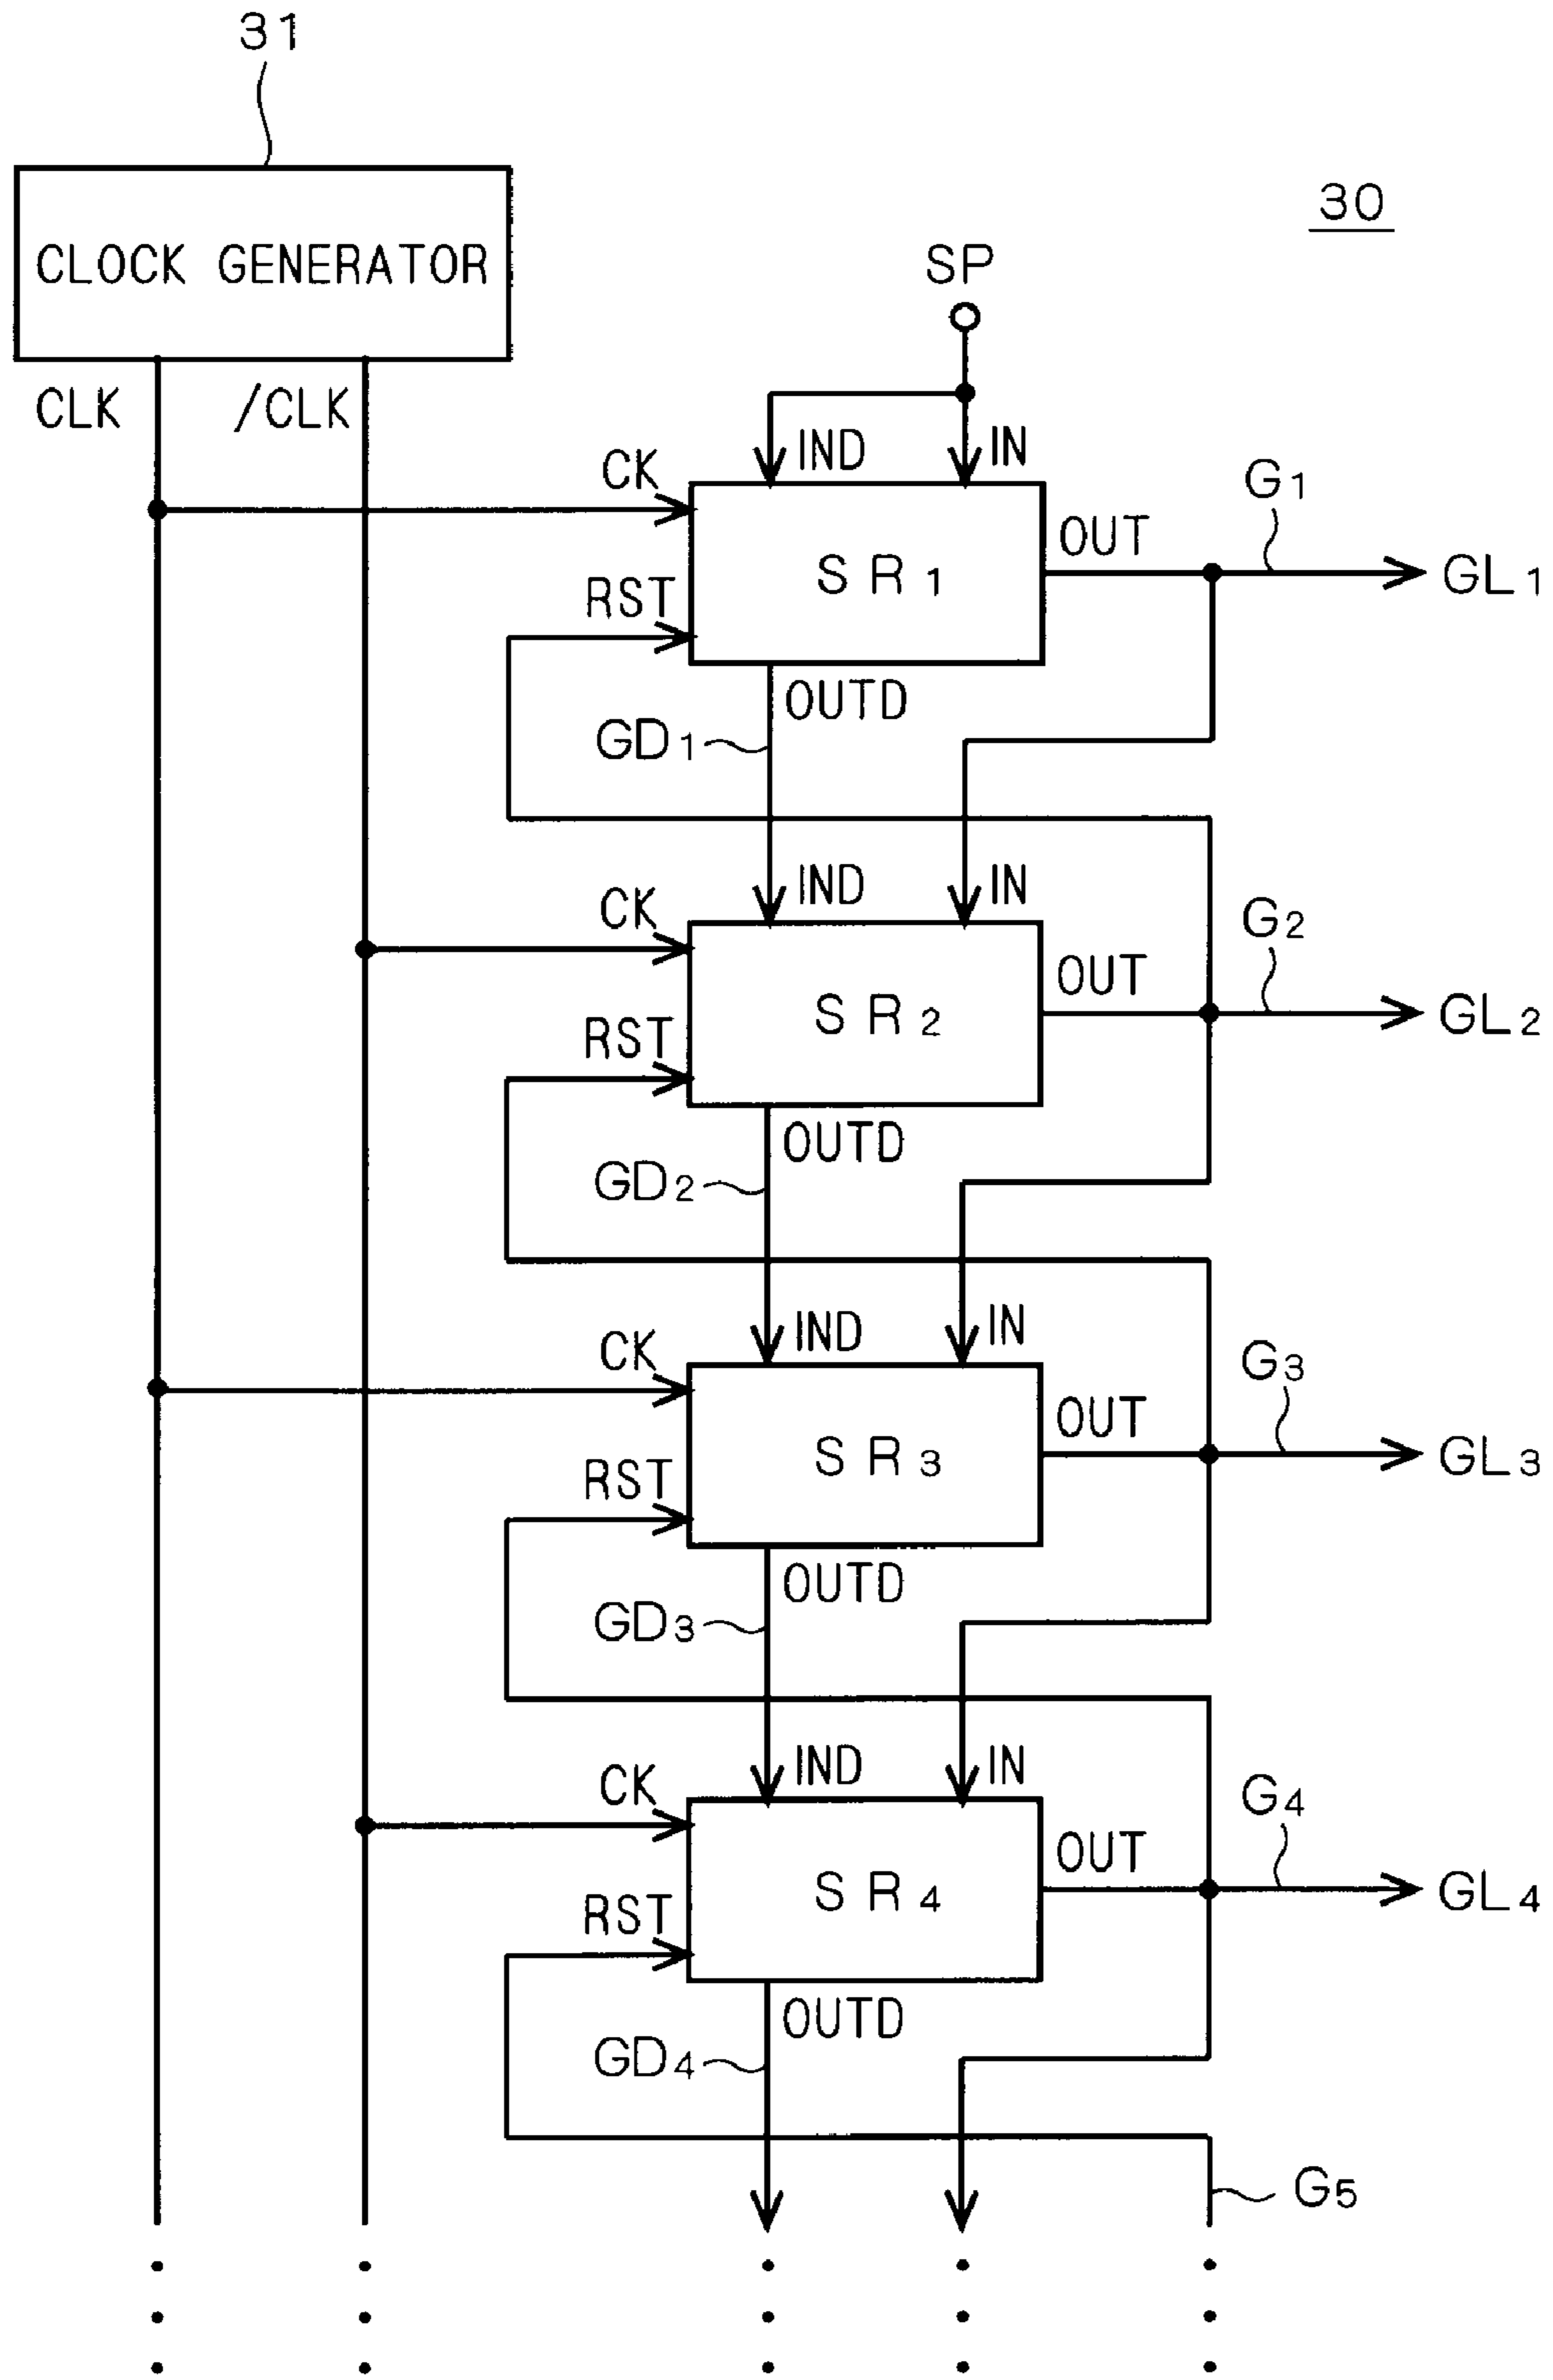 31
30
CLOCK GENERATOR
SP
CLK /CLK
IND IN
CK
G1
OUT
SR1
GL1
RST
OUTD
GD1
IND IN
CK
G2
OUT
SR2
GL2
RST
OUTD
GD2
IND IN
CK
G3
OUT
SR3
GL3
RST
OUTD
GD3
IND IN
CK
G4
OUT
SR4
GL4
RST
OUTD
GD4
G5